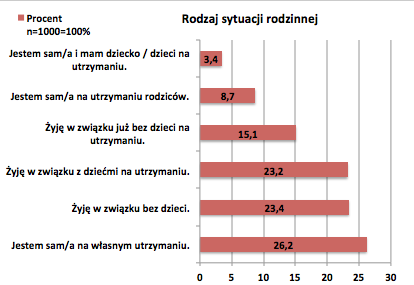 Procent
n=1000=100%
Rodzaj sytuacji rodzinnej
Jestem sam/a i mam dziecko / dzieci na
utrzymaniu.
3,4
Jestem sam/a na utrzymaniu rodziców.
8,7
Żyję w związku już bez dzieci na
utrzymaniu.
15,1
Żyję w związku z dziećmi na utrzymaniu.
23,2
Żyję w związku bez dzieci.
23,4
Jestem sam/a na własnym utrzymaniu.
26,2
0 5 10 15 20 25 30